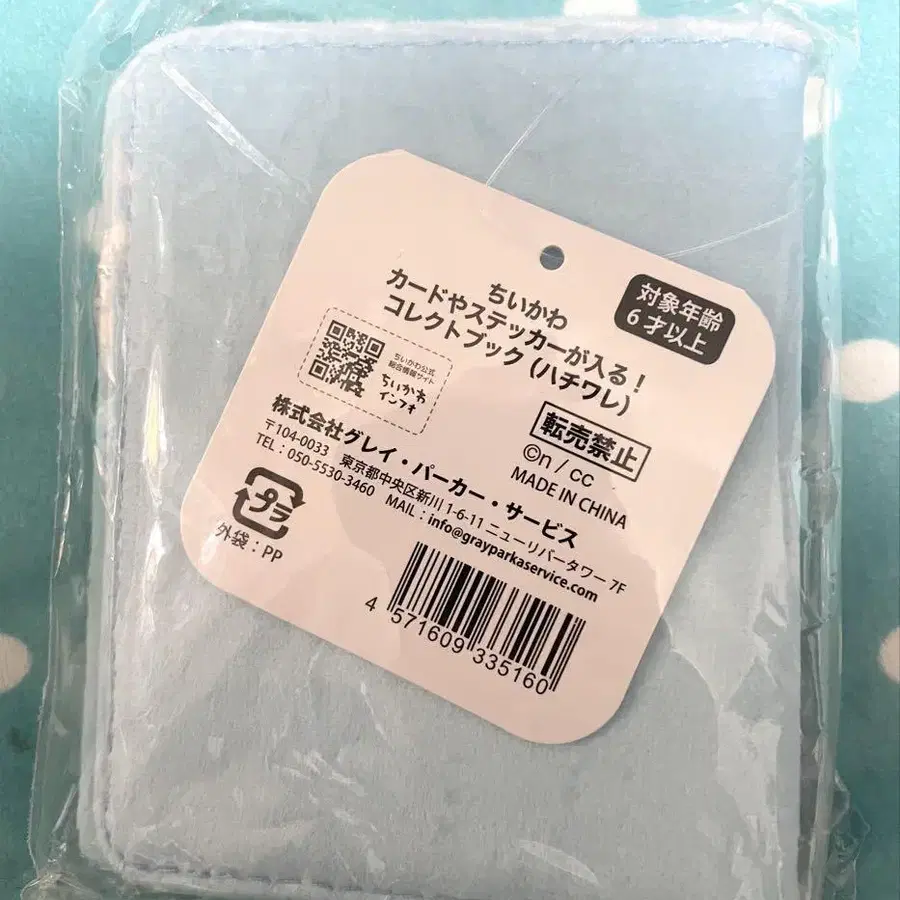 対象年齢
6才以上
ちいかわ
カードやステッカーが入る！
コレクトブック（ハチワレ）
ちいかわ公式
総合情報サイト
ちいかわ
インフォ
転売禁止
©n / cc
MADE IN CHINA
株式会社グレイ・パーカー・サービス
〒104-0033　東京都中央区新川1-6-11 ニューリバータワー 7F
TEL：050-5530-3460　MAIL：info@grayparkaservice.com
プラ
外袋：PP
4 571609 335160